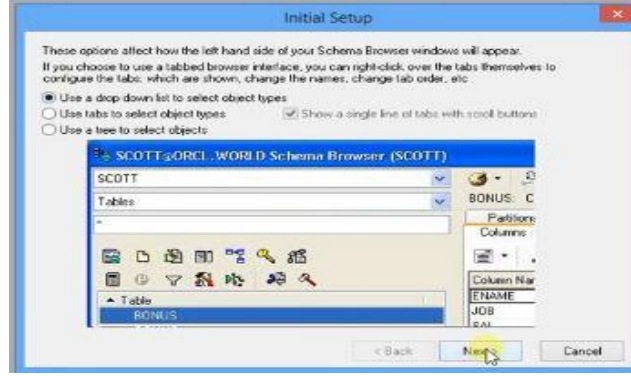 Initial Setup
These options affect how the left hand side of your Schema Browser windows will appear.
If you choose to use a tabbed browser interface, you can right-click over the tabs themselves to
configure the tabs: which are shown, change the names, change tab order, etc
Use a drop down list to select object types
Use tabs to select object types
Show a single line of tabs with scroll buttons
Use a tree to select objects
SCOTT@ORCL.WORLD Schema Browser (SCOTT)
SCOTT
Tables
BONUS: C
Partitions
Columns
Column Nar
Table
ENAME
BONUS
JOB
< Back
Next
Cancel